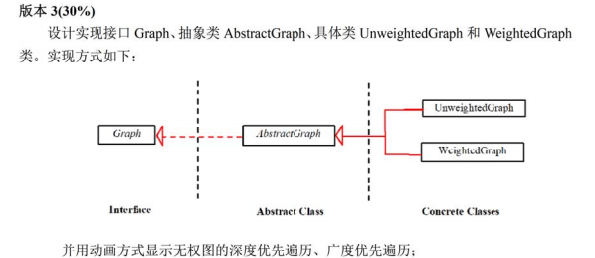 版本 3(30%)
设计实现接口 Graph、抽象类 AbstractGraph、具体类 UnweightedGraph 和 WeightedGraph
类。实现方式如下：
UnweightedGraph
Graph
AbstractGraph
WeightedGraph
Interface
Abstract Class
Concrete Classes
并用动画方式显示无权图的深度优先遍历、广度优先遍历；